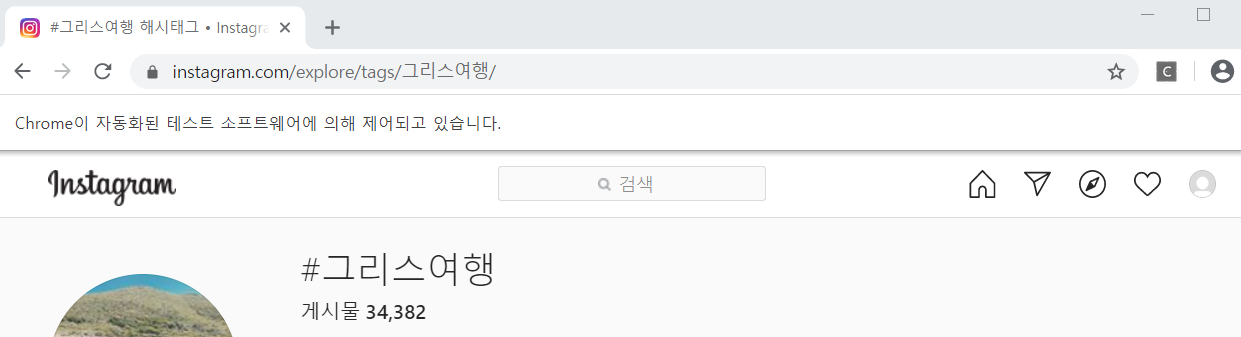 #그리스여행 해시태그 • Instagra
instagram.com/explore/tags/그리스여행/
C
Chrome이 자동화된 테스트 소프트웨어에 의해 제어되고 있습니다.
Instagram
검색
#그리스여행
게시물 34,382